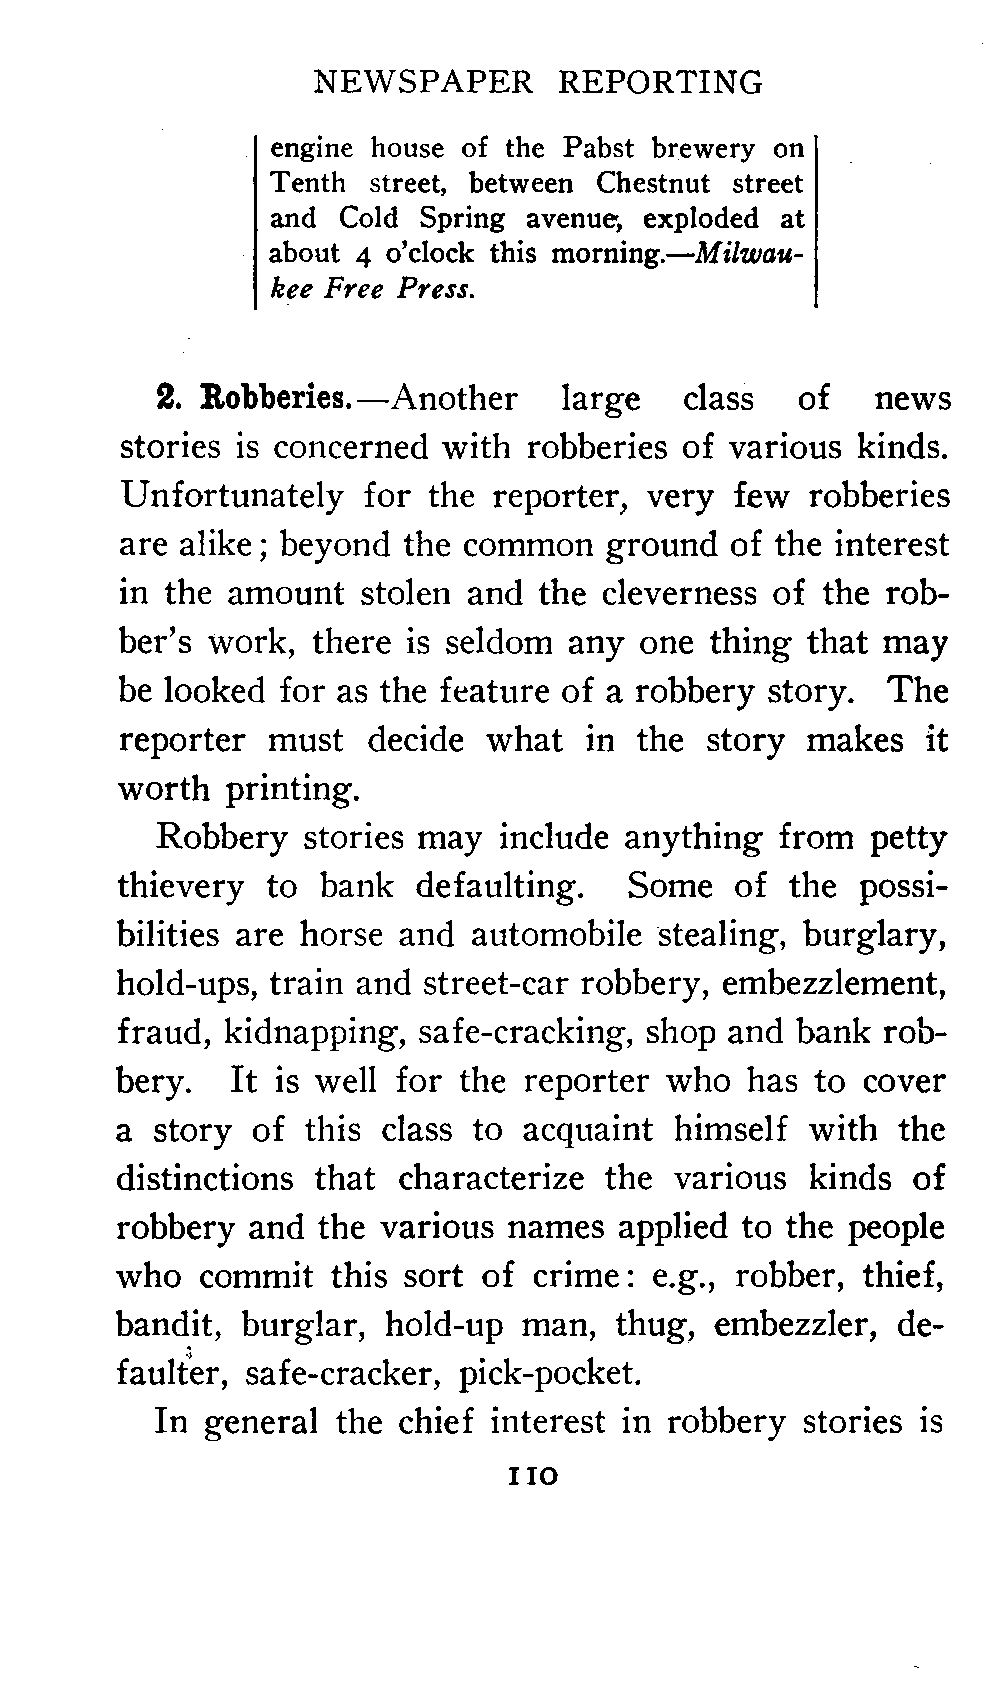 NEWSPAPER REPORTING
engine house of the Pabst brewery on
Tenth street, between Chestnut street
and Cold Spring avenue, exploded at
about 4 o'clock this morning.—Milwau-
kee Free Press.
2. Robberies.—Another large class of news
stories is concerned with robberies of various kinds.
Unfortunately for the reporter, very few robberies
are alike; beyond the common ground of the interest
in the amount stolen and the cleverness of the rob-
ber's work, there is seldom any one thing that may
be looked for as the feature of a robbery story. The
reporter must decide what in the story makes it
worth printing.
Robbery stories may include anything from petty
thievery to bank defaulting. Some of the possi-
bilities are horse and automobile stealing, burglary,
hold-ups, train and street-car robbery, embezzlement,
fraud, kidnapping, safe-cracking, shop and bank rob-
bery. It is well for the reporter who has to cover
a story of this class to acquaint himself with the
distinctions that characterize the various kinds of
robbery and the various names applied to the people
who commit this sort of crime: e.g., robber, thief,
bandit, burglar, hold-up man, thug, embezzler, de-
faulter, safe-cracker, pick-pocket.
In general the chief interest in robbery stories is
110